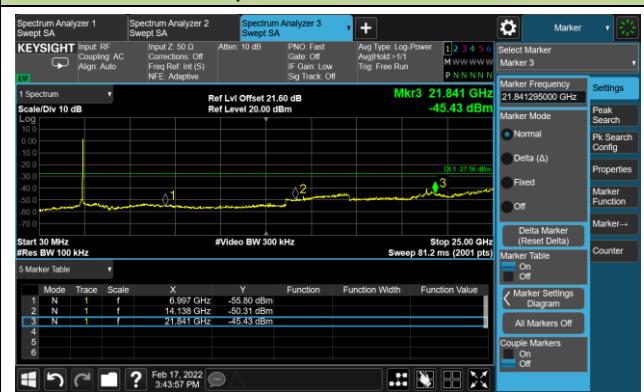 Spectrum Analyzer 1
Swept SA
Spectrum Analyzer 2
Swept SA
Spectrum Analyzer 3
Swept SA
Marker
KEYSIGHT
Input: RF
Coupling: AC
Align: Auto
Input Z: 50 Ω
Corrections: Off
Freq Ref: Int (S)
NFE: Adaptive
Atten: 10 dB
PNO: Fast
Gate: Off
IF Gain: Low
Sig Track: Off
Avg Type: Log-Power
Avg|Hold:>1/1
Trig: Free Run
1 2 3 4 5 6
M W W W W W
P N N N N N
Select Marker
Marker 3
LXI
1 Spectrum
Scale/Div 10 dB
Ref Lvl Offset 21.60 dB
Ref Level 20.00 dBm
Mkr3 21.841 GHz
-45.43 dBm
Log
10.0
0.00
-10.0
-20.0
-30.0
-40.0
-50.0
-60.0
-70.0
DL1 -27.56 dBm
1
2
3
Start 30 MHz
#Res BW 100 kHz
#Video BW 300 kHz
Stop 25.00 GHz
Sweep 81.2 ms (2001 pts)
5 Marker Table
Mode Trace Scale X Y Function Function Width Function Value
1 N 1 f 6.997 GHz -55.80 dBm
2 N 1 f 14.138 GHz -50.31 dBm
3 N 1 f 21.841 GHz -45.43 dBm
4
5
6
Marker Frequency
21.841295000 GHz
Marker Mode
Normal
Delta (Δ)
Fixed
Off
Delta Marker
(Reset Delta)
Marker Table
On
Off
Marker Settings
Diagram
All Markers Off
Couple Markers
On
Off
Settings
Peak
Search
Pk Search
Config
Properties
Marker
Function
Marker→
Counter
Feb 17, 2022
3:43:57 PM